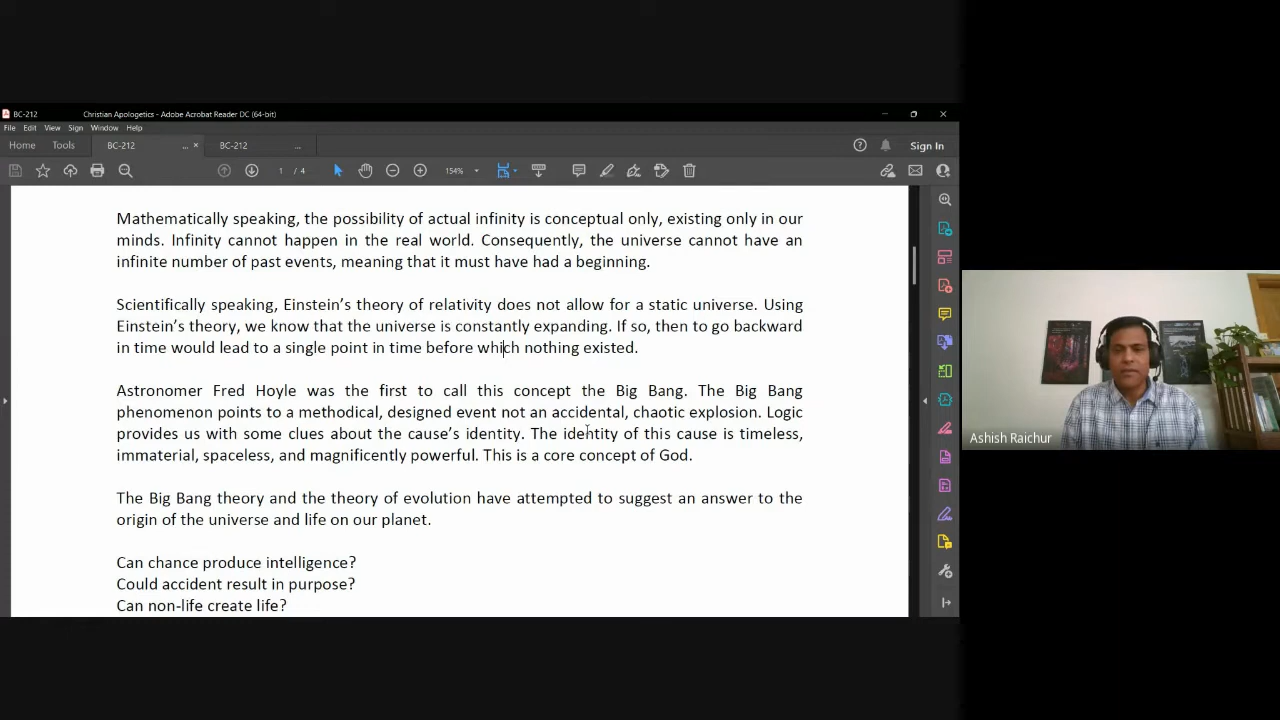 BC-212 Christian Apologetics - Adobe Acrobat Reader DC (64-bit)
File Edit View Sign Window Help
Home Tools BC-212 ... × BC-212 ... Sign In
1 / 4 154%
Mathematically speaking, the possibility of actual infinity is conceptual only, existing only in our
minds. Infinity cannot happen in the real world. Consequently, the universe cannot have an
infinite number of past events, meaning that it must have had a beginning.
Scientifically speaking, Einstein's theory of relativity does not allow for a static universe. Using
Einstein's theory, we know that the universe is constantly expanding. If so, then to go backward
in time would lead to a single point in time before which nothing existed.
Astronomer Fred Hoyle was the first to call this concept the Big Bang. The Big Bang
phenomenon points to a methodical, designed event not an accidental, chaotic explosion. Logic
provides us with some clues about the cause's identity. The identity of this cause is timeless,
immaterial, spaceless, and magnificently powerful. This is a core concept of God.
The Big Bang theory and the theory of evolution have attempted to suggest an answer to the
origin of the universe and life on our planet.
Can chance produce intelligence?
Could accident result in purpose?
Can non-life create life?
Ashish Raichur